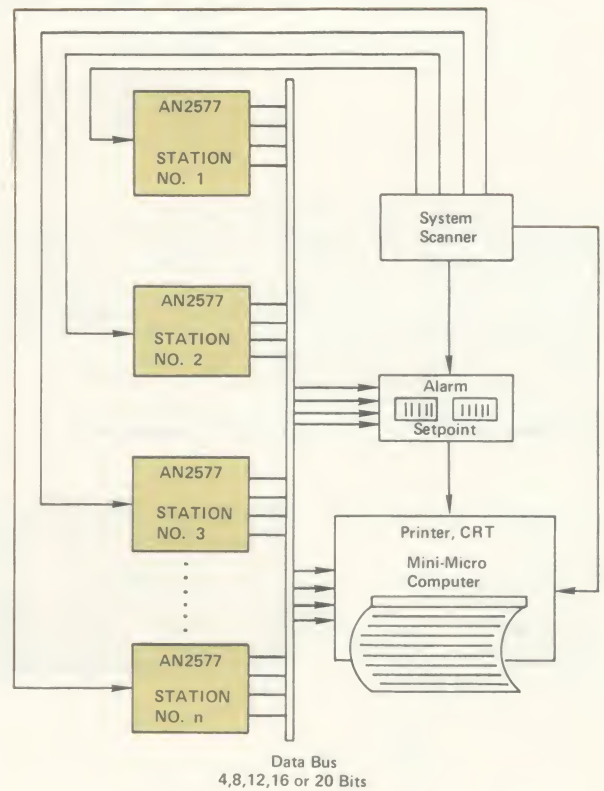 AN2577
STATION
NO. 1
System
Scanner
AN2577
STATION
NO. 2
Alarm
Setpoint
AN2577
STATION
NO. 3
Printer, CRT
Mini-Micro
Computer
AN2577
STATION
NO. n
Data Bus
4,8,12,16 or 20 Bits